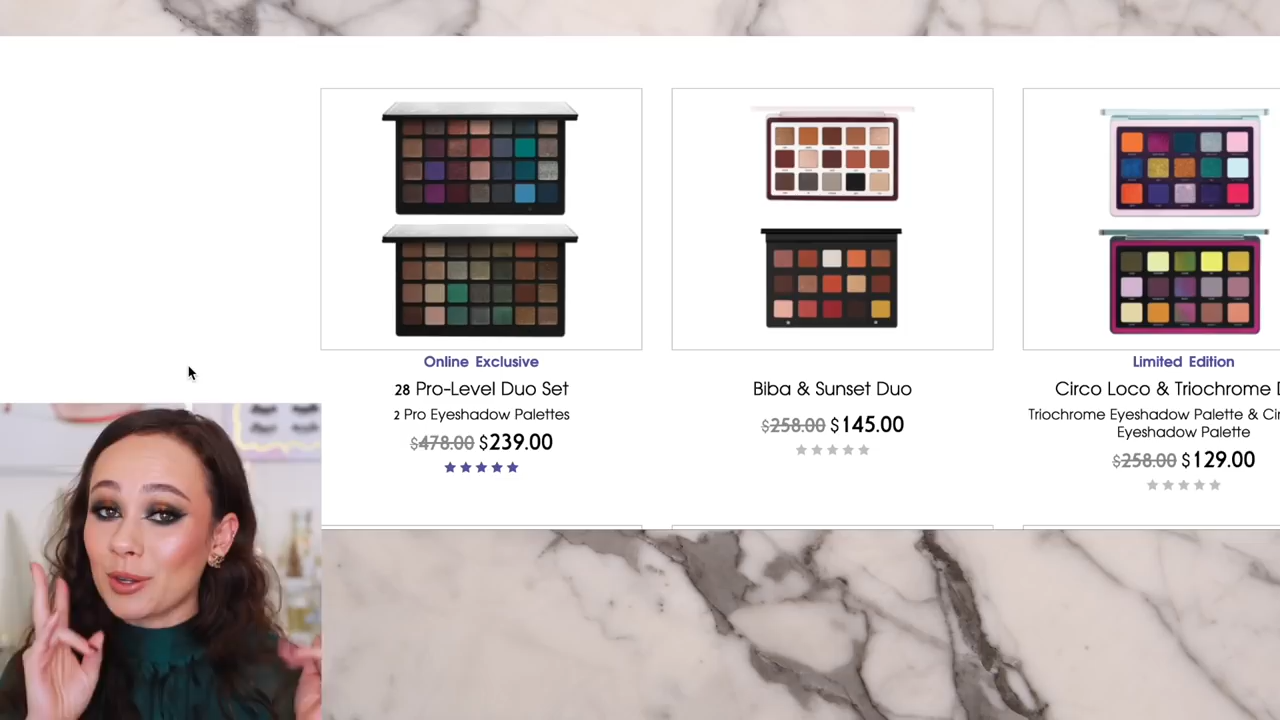 Online Exclusive
28 Pro-Level Duo Set
2 Pro Eyeshadow Palettes
$478.00 $239.00
Biba & Sunset Duo
$258.00 $145.00
Limited Edition
Circo Loco & Triochrome D
Triochrome Eyeshadow Palette & Ci
Eyeshadow Palette
$258.00 $129.00